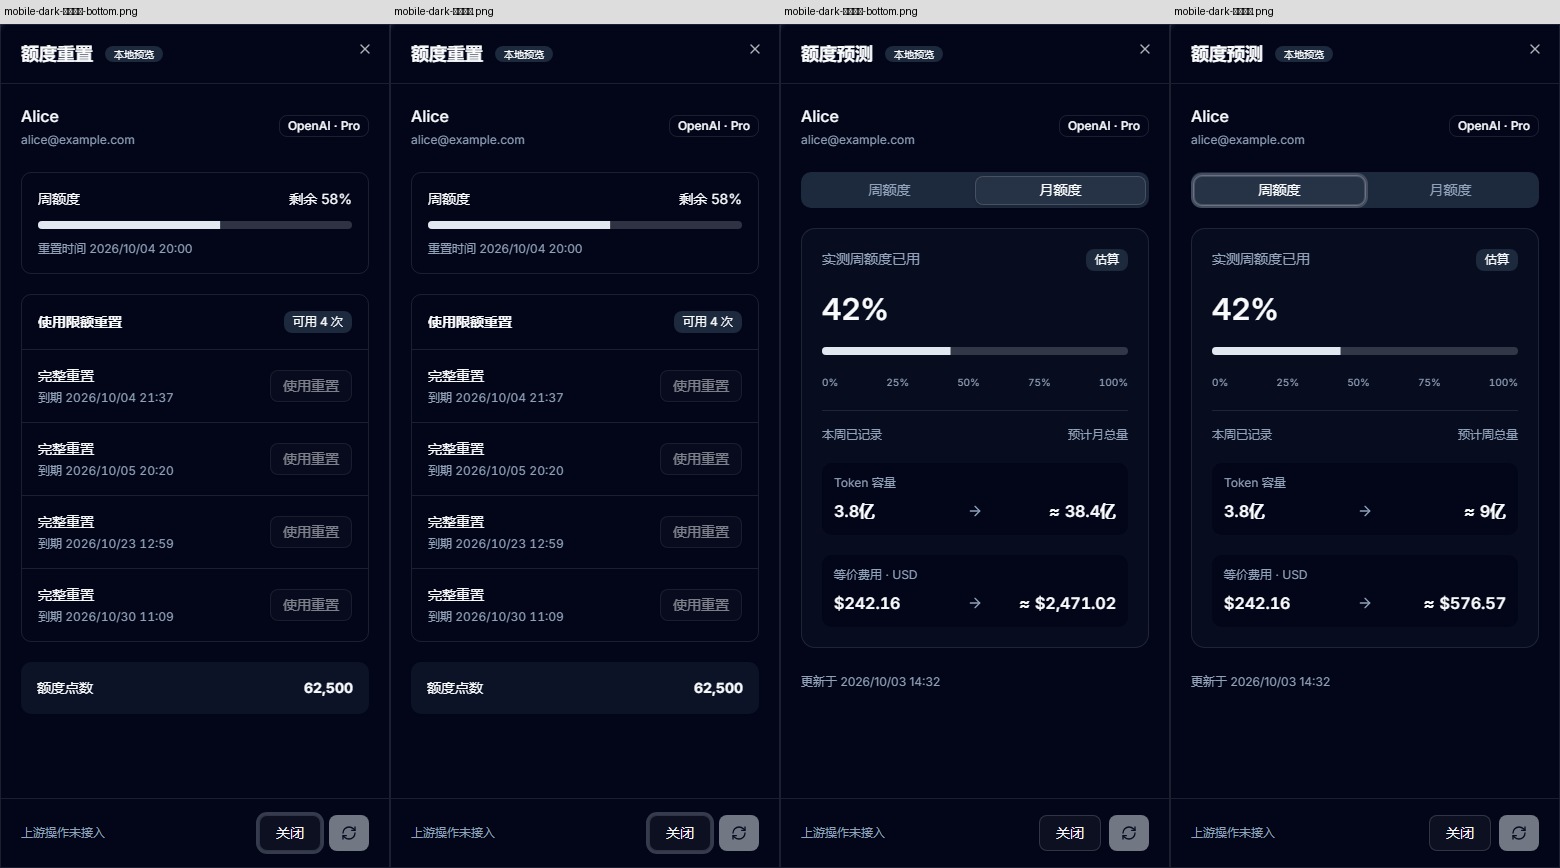 mobile-dark-□□□□-bottom.png
额度重置 本地预览
Alice
alice@example.com
OpenAI · Pro
周额度 剩余 58%
重置时间 2026/10/04 20:00
使用限额重置 可用 4 次
完整重置
到期 2026/10/04 21:37
使用重置
完整重置
到期 2026/10/05 20:20
使用重置
完整重置
到期 2026/10/23 12:59
使用重置
完整重置
到期 2026/10/30 11:09
使用重置
额度点数 62,500
上游操作未接入 关闭
mobile-dark-□□□□.png
额度重置 本地预览
Alice
alice@example.com
OpenAI · Pro
周额度 剩余 58%
重置时间 2026/10/04 20:00
使用限额重置 可用 4 次
完整重置
到期 2026/10/04 21:37
使用重置
完整重置
到期 2026/10/05 20:20
使用重置
完整重置
到期 2026/10/23 12:59
使用重置
完整重置
到期 2026/10/30 11:09
使用重置
额度点数 62,500
上游操作未接入 关闭
mobile-dark-□□□□-bottom.png
额度预测 本地预览
Alice
alice@example.com
OpenAI · Pro
周额度 月额度
实测周额度已用 估算
42%
0% 25% 50% 75% 100%
本周已记录 预计月总量
Token 容量
3.8亿 → ≈ 38.4亿
等价费用 · USD
$242.16 → ≈ $2,471.02
更新于 2026/10/03 14:32
上游操作未接入 关闭
mobile-dark-□□□□.png
额度预测 本地预览
Alice
alice@example.com
OpenAI · Pro
周额度 月额度
实测周额度已用 估算
42%
0% 25% 50% 75% 100%
本周已记录 预计周总量
Token 容量
3.8亿 → ≈ 9亿
等价费用 · USD
$242.16 → ≈ $576.57
更新于 2026/10/03 14:32
上游操作未接入 关闭